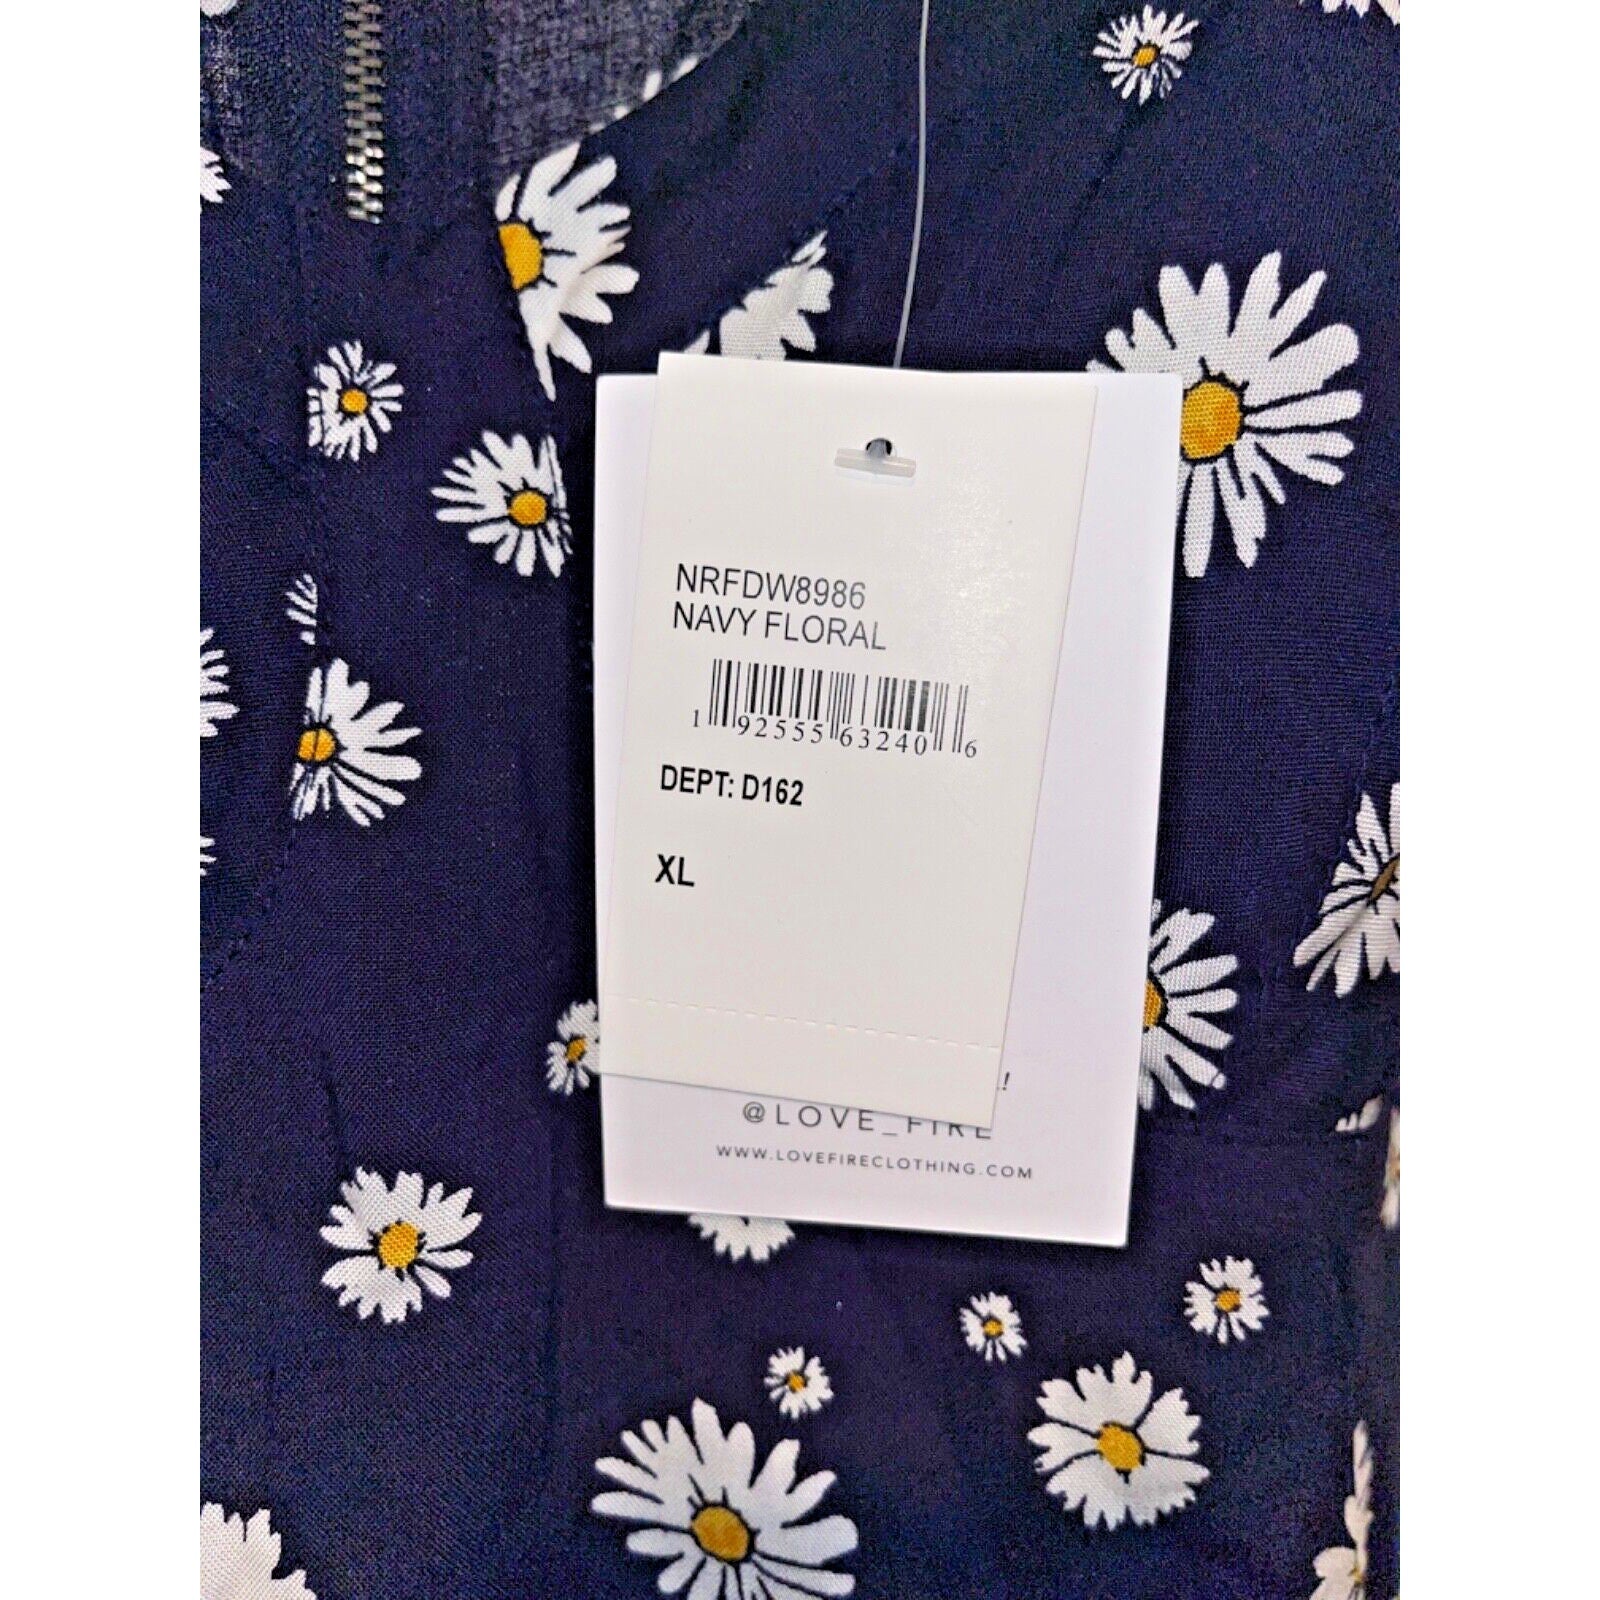 NRFDW8986
NAVY FLORAL
1 92555 63240 6
DEPT: D162
XL
@LOVE_FIRE
WWW.LOVEFIRECLOTHING.COM